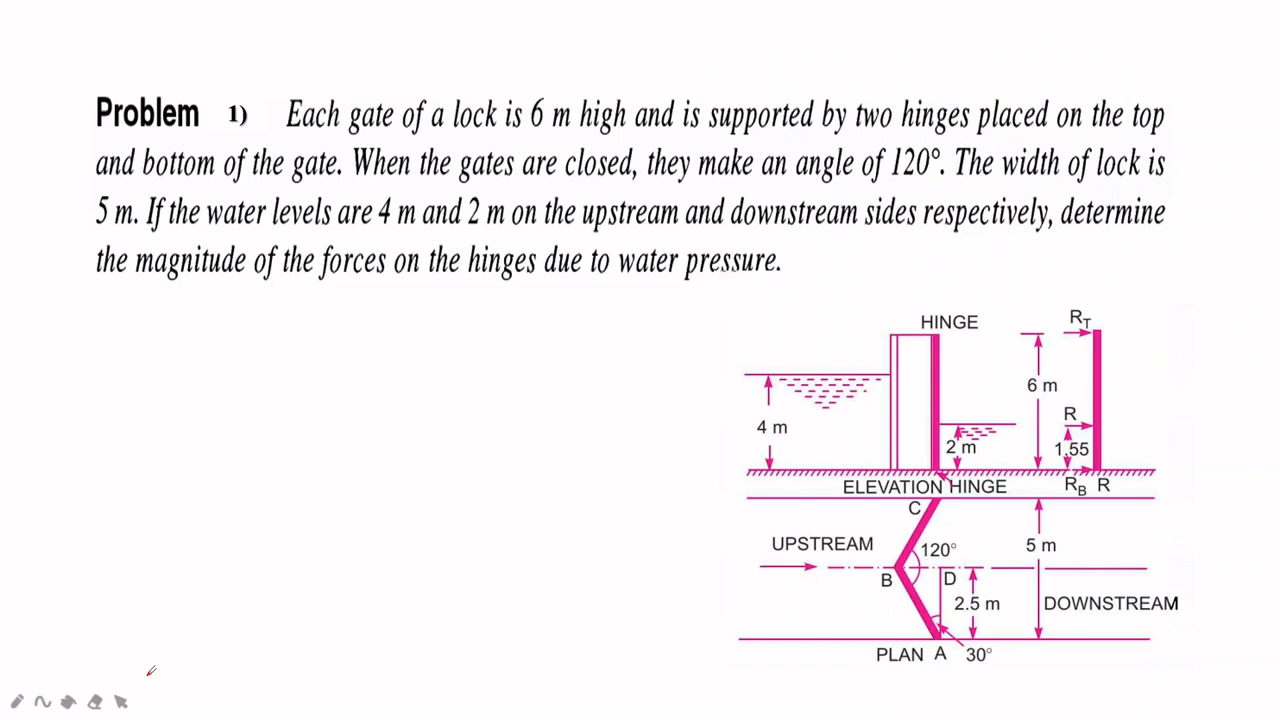 Problem 1) Each gate of a lock is 6 m high and is supported by two hinges placed on the top
and bottom of the gate. When the gates are closed, they make an angle of 120°. The width of lock is
5 m. If the water levels are 4 m and 2 m on the upstream and downstream sides respectively, determine
the magnitude of the forces on the hinges due to water pressure.
HINGE
R_T
6 m
4 m
R
2 m
1.55
ELEVATION HINGE
R_B R
C
UPSTREAM
120°
5 m
B
D
2.5 m
DOWNSTREAM
PLAN A 30°